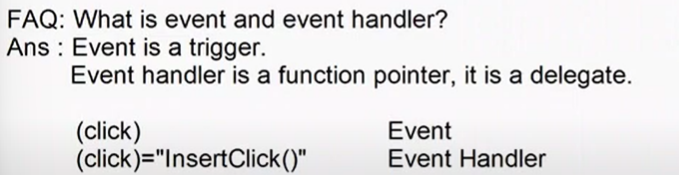 FAQ: What is event and event handler?
Ans : Event is a trigger.
Event handler is a function pointer, it is a delegate.
(click) Event
(click)="InsertClick()" Event Handler